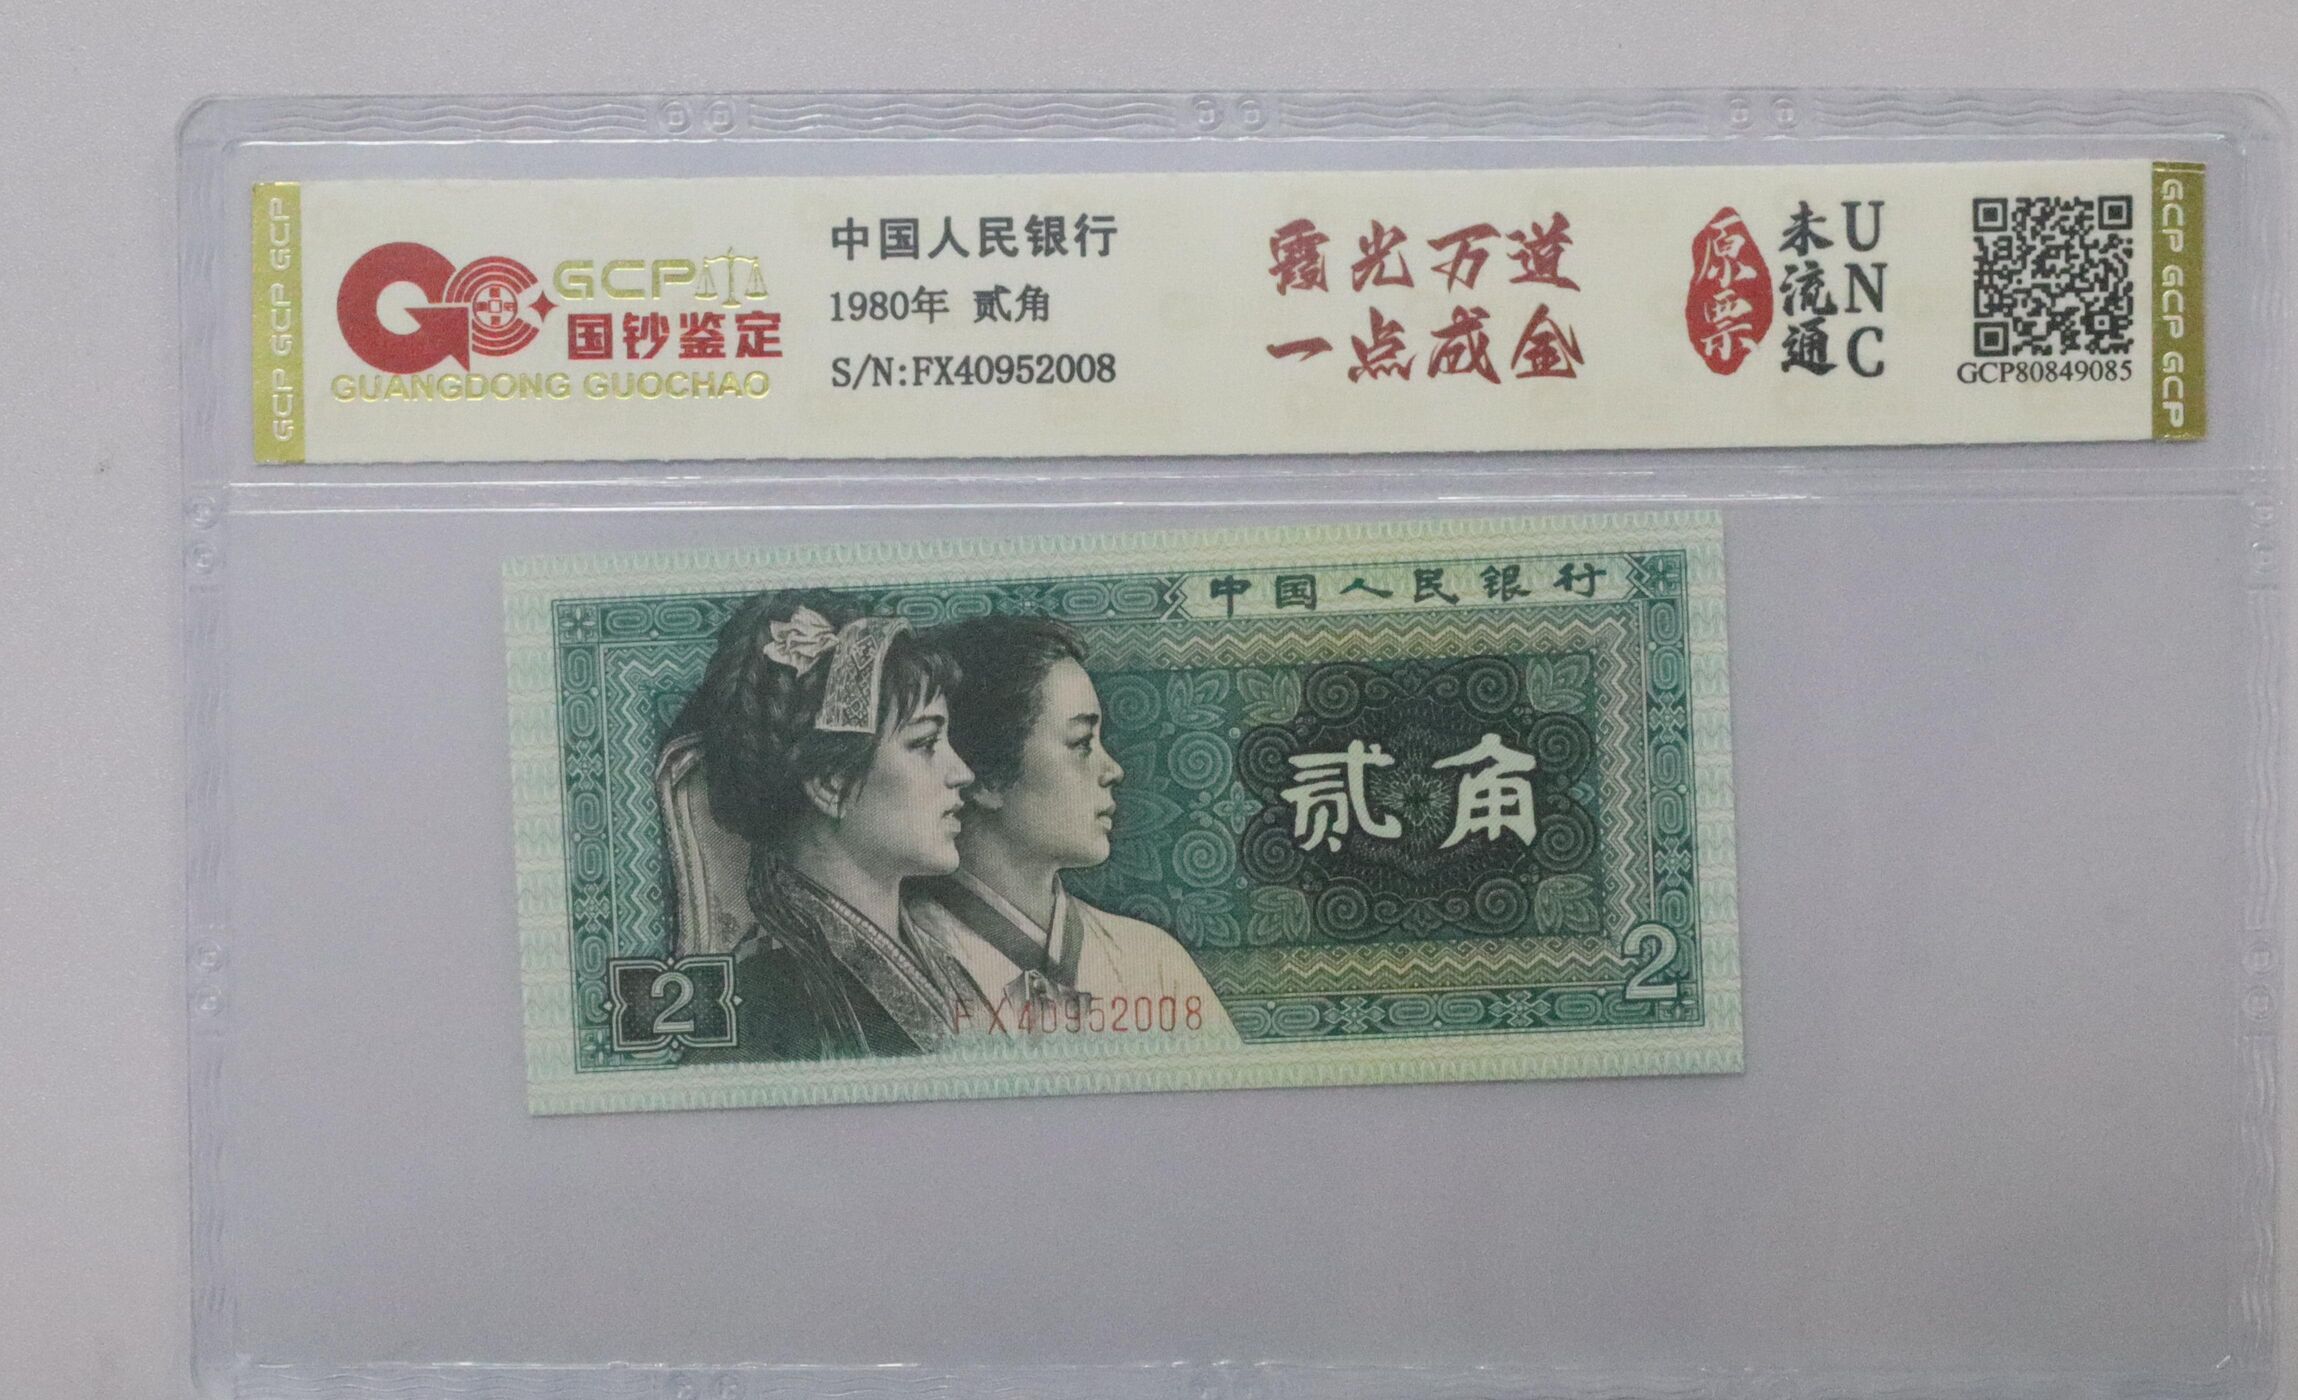 GCP GCP GCP
GCP
国钞鉴定
GUANGDONG GUOCHAO
中国人民银行
1980年 贰角
S/N:FX40952008
霞光万道
一点成金
原票
未流通
UNC
GCP80849085
GCP GCP GCP
中国人民银行
贰角
2
2
FX40952008